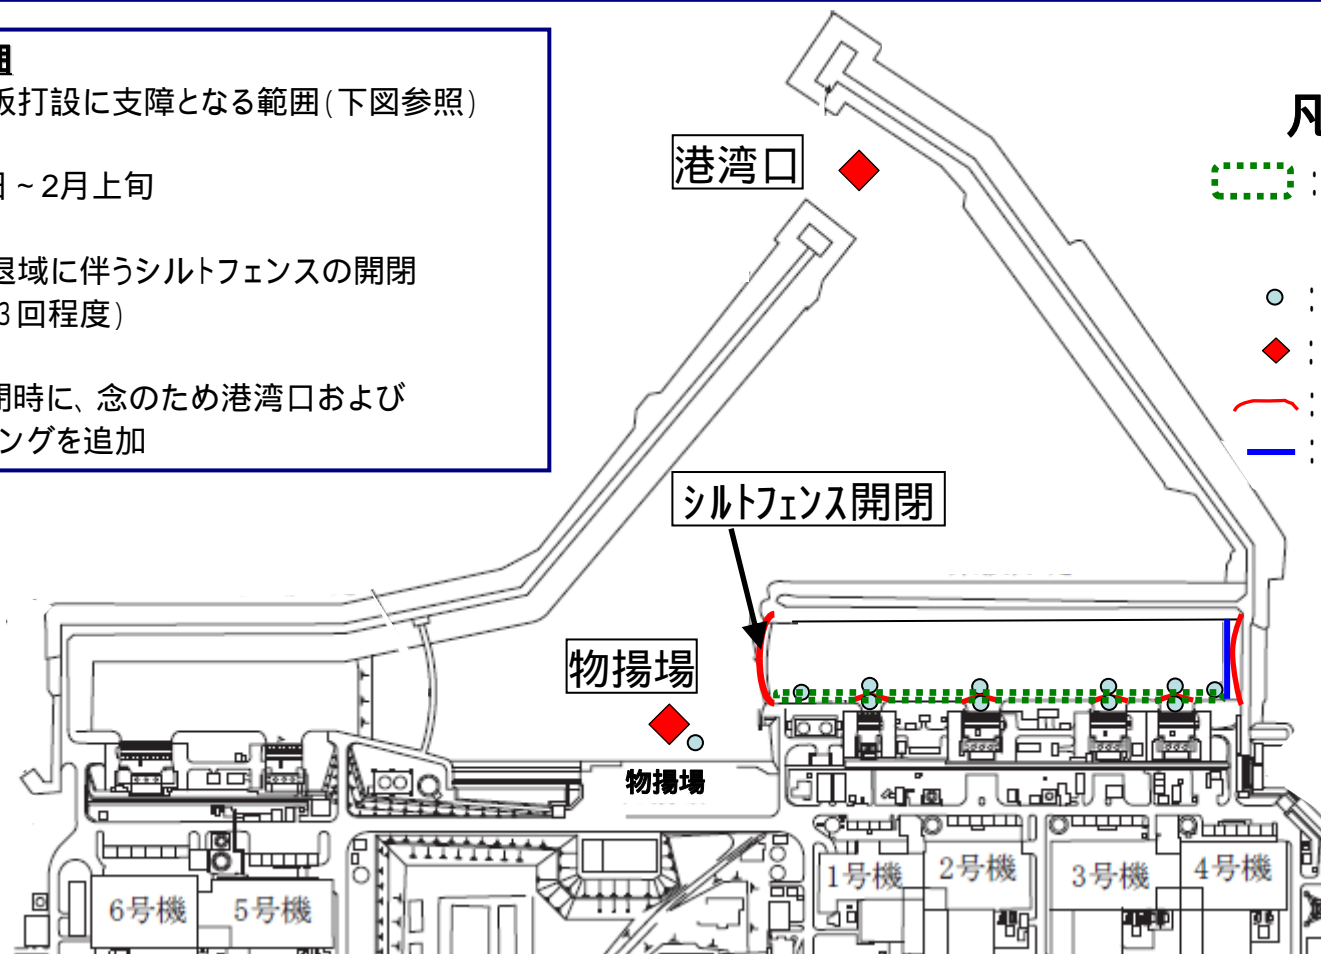 囲
板打設に支障となる範囲(下図参照)
日～2月上旬
退域に伴うシルトフェンスの開閉
3回程度)
閉時に、念のため港湾口および
ングを追加
凡
:
:
:
:
:
港湾口
シルトフェンス開閉
物揚場
物揚場
1号機
2号機
3号機
4号機
6号機
5号機